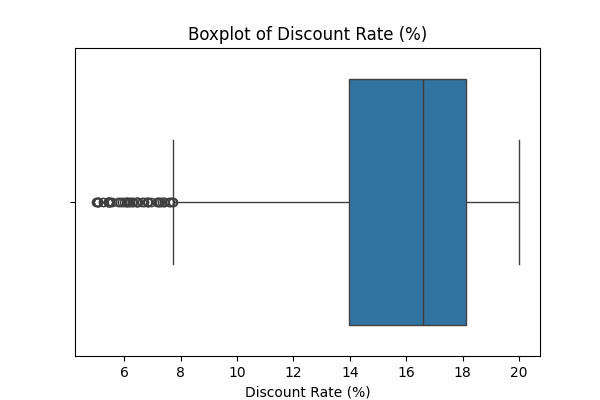 Boxplot of Discount Rate (%)
6 8 10 12 14 16 18 20
Discount Rate (%)